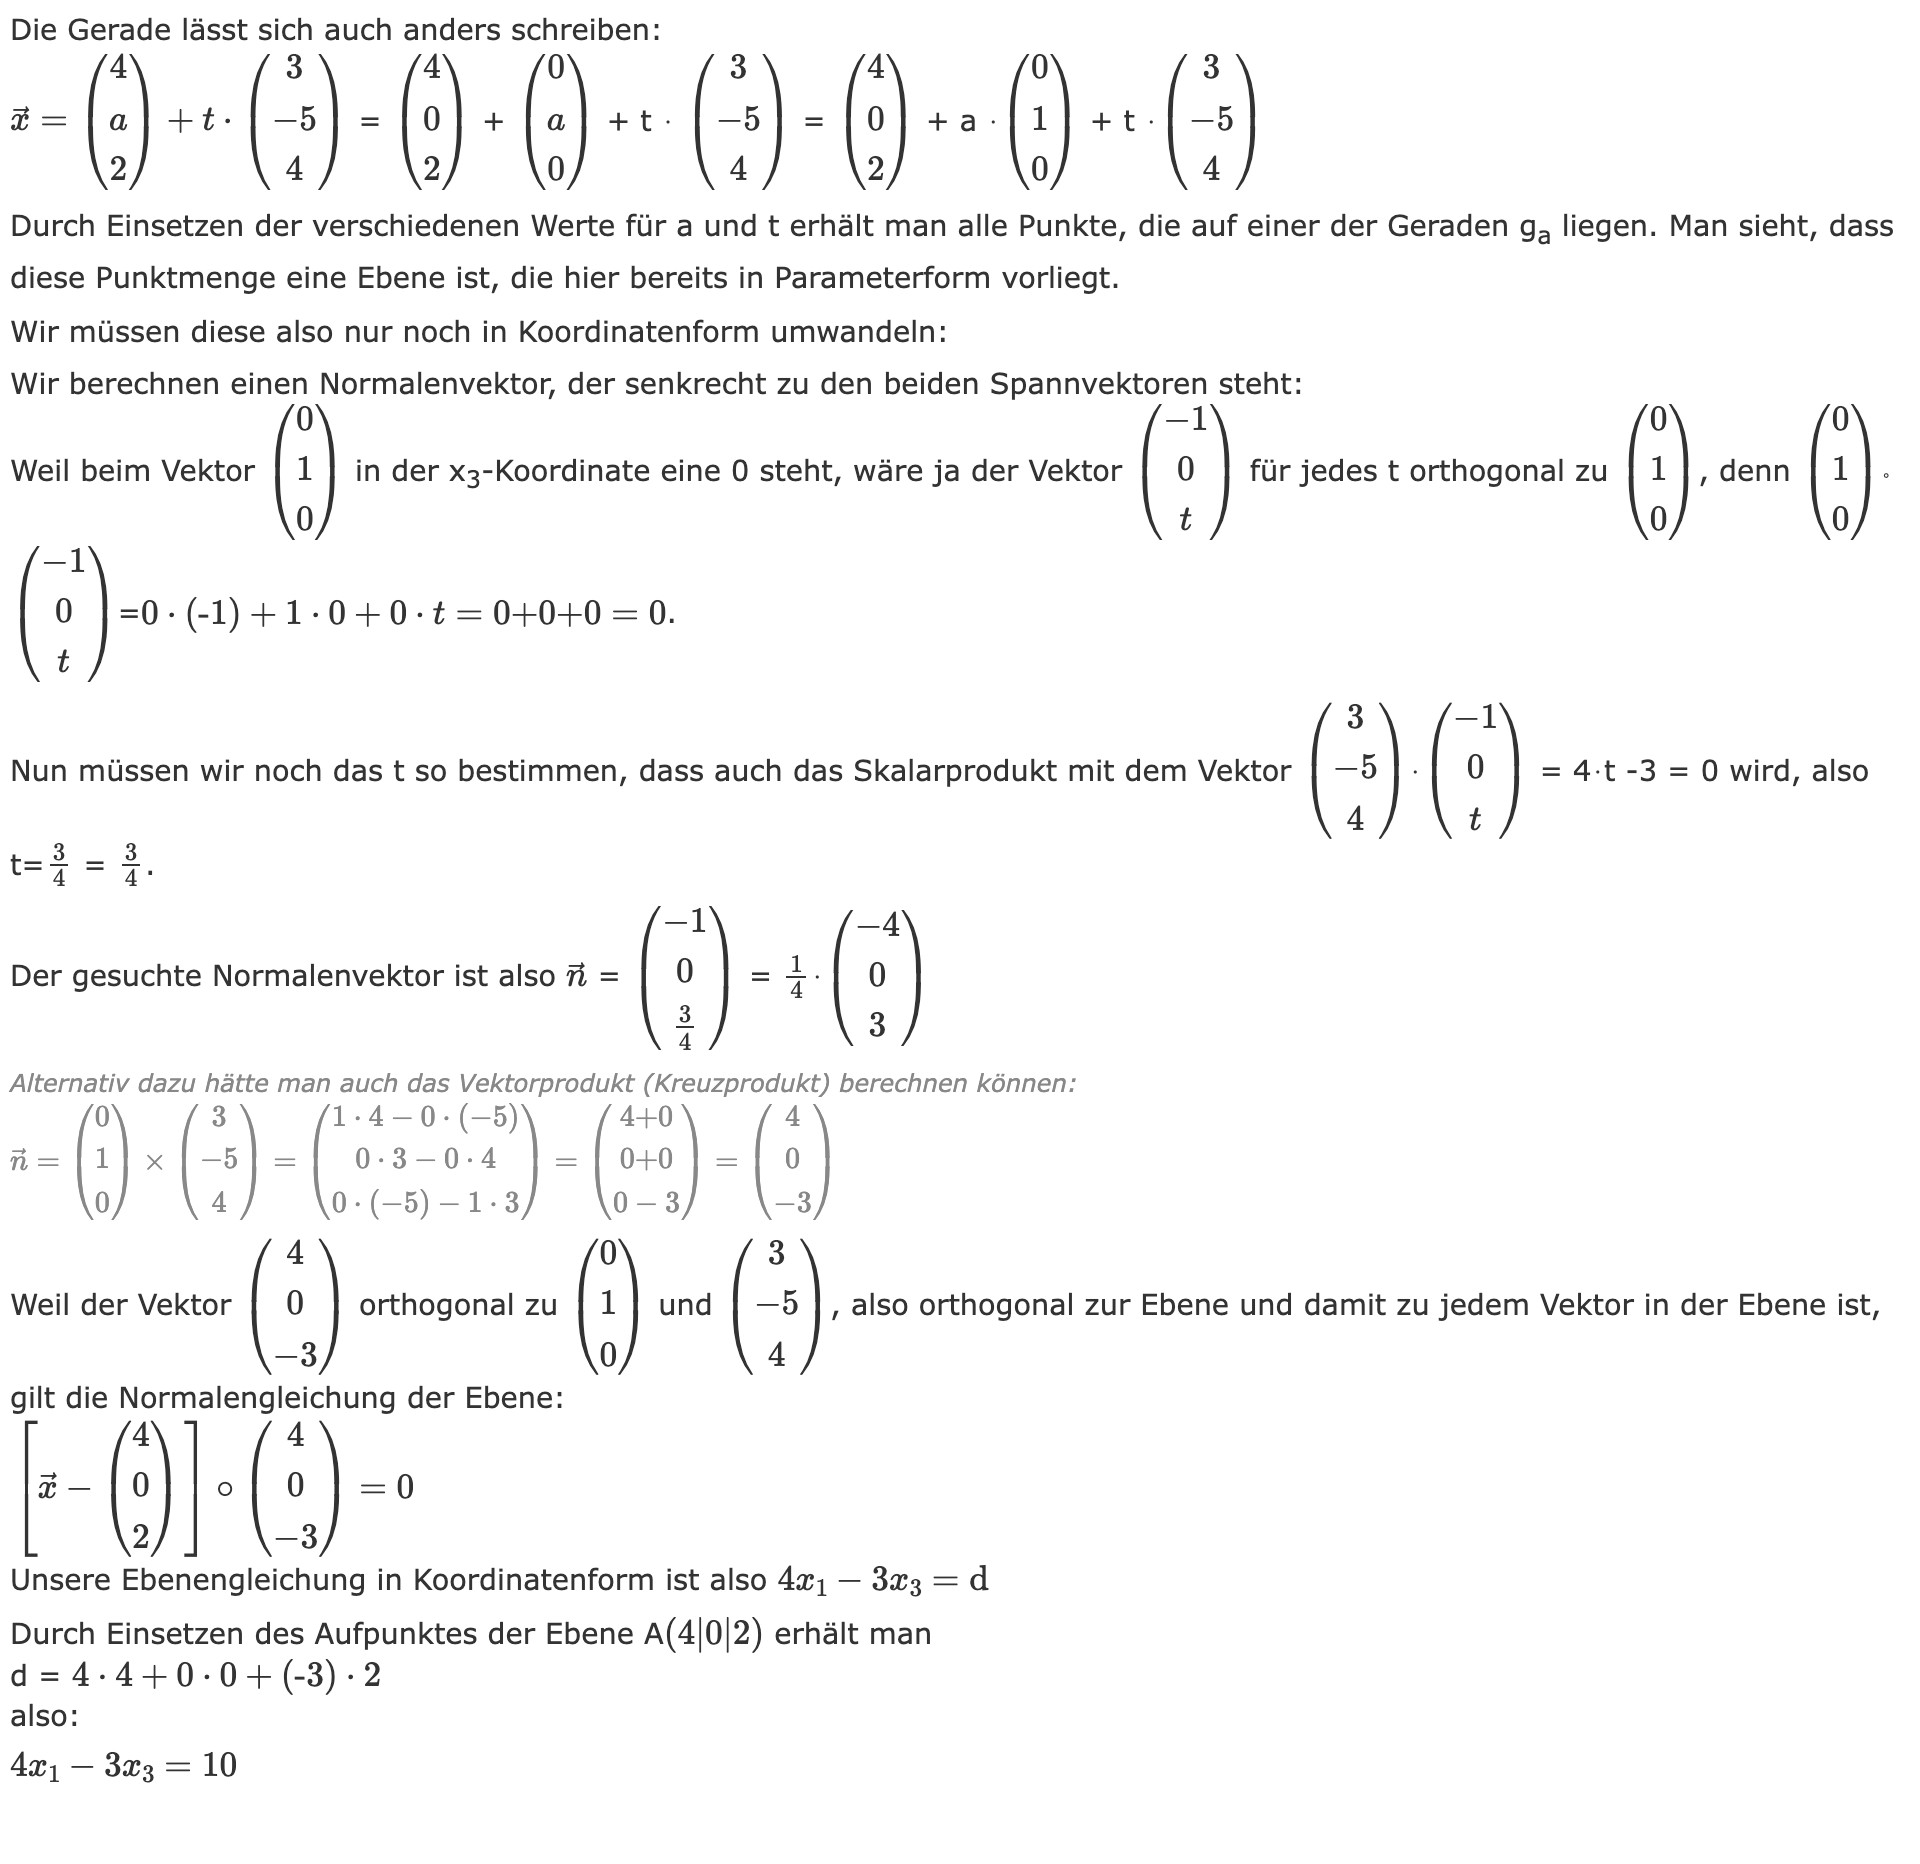 Die Gerade lässt sich auch anders schreiben:
$\vec{x} = \begin{pmatrix} 4 \\ a \\ 2 \end{pmatrix} + t \cdot \begin{pmatrix} 3 \\ -5 \\ 4 \end{pmatrix} = \begin{pmatrix} 4 \\ 0 \\ 2 \end{pmatrix} + \begin{pmatrix} 0 \\ a \\ 0 \end{pmatrix} + t \cdot \begin{pmatrix} 3 \\ -5 \\ 4 \end{pmatrix} = \begin{pmatrix} 4 \\ 0 \\ 2 \end{pmatrix} + a \cdot \begin{pmatrix} 0 \\ 1 \\ 0 \end{pmatrix} + t \cdot \begin{pmatrix} 3 \\ -5 \\ 4 \end{pmatrix}$
Durch Einsetzen der verschiedenen Werte für a und t erhält man alle Punkte, die auf einer der Geraden $g_a$ liegen. Man sieht, dass
diese Punktmenge eine Ebene ist, die hier bereits in Parameterform vorliegt.
Wir müssen diese also nur noch in Koordinatenform umwandeln:
Wir berechnen einen Normalenvektor, der senkrecht zu den beiden Spannvektoren steht:
Weil beim Vektor $\begin{pmatrix} 0 \\ 1 \\ 0 \end{pmatrix}$ in der $x_3$-Koordinate eine 0 steht, wäre ja der Vektor $\begin{pmatrix} -1 \\ 0 \\ t \end{pmatrix}$ für jedes t orthogonal zu $\begin{pmatrix} 0 \\ 1 \\ 0 \end{pmatrix}$, denn $\begin{pmatrix} 0 \\ 1 \\ 0 \end{pmatrix} \circ$
$\begin{pmatrix} -1 \\ 0 \\ t \end{pmatrix} = 0 \cdot (-1) + 1 \cdot 0 + 0 \cdot t = 0+0+0 = 0$.
Nun müssen wir noch das t so bestimmen, dass auch das Skalarprodukt mit dem Vektor $\begin{pmatrix} 3 \\ -5 \\ 4 \end{pmatrix} \cdot \begin{pmatrix} -1 \\ 0 \\ t \end{pmatrix}$ = 4·t -3 = 0 wird, also
t=$\frac{3}{4}$ = $\frac{3}{4}$.
Der gesuchte Normalenvektor ist also $\vec{n} = \begin{pmatrix} -1 \\ 0 \\ \frac{3}{4} \end{pmatrix} = \frac{1}{4} \cdot \begin{pmatrix} -4 \\ 0 \\ 3 \end{pmatrix}$
Alternativ dazu hätte man auch das Vektorprodukt (Kreuzprodukt) berechnen können:
$\vec{n} = \begin{pmatrix} 0 \\ 1 \\ 0 \end{pmatrix} \times \begin{pmatrix} 3 \\ -5 \\ 4 \end{pmatrix} = \begin{pmatrix} 1 \cdot 4 - 0 \cdot (-5) \\ 0 \cdot 3 - 0 \cdot 4 \\ 0 \cdot (-5) - 1 \cdot 3 \end{pmatrix} = \begin{pmatrix} 4+0 \\ 0+0 \\ 0 - 3 \end{pmatrix} = \begin{pmatrix} 4 \\ 0 \\ -3 \end{pmatrix}$
Weil der Vektor $\begin{pmatrix} 4 \\ 0 \\ -3 \end{pmatrix}$ orthogonal zu $\begin{pmatrix} 0 \\ 1 \\ 0 \end{pmatrix}$ und $\begin{pmatrix} 3 \\ -5 \\ 4 \end{pmatrix}$, also orthogonal zur Ebene und damit zu jedem Vektor in der Ebene ist,
gilt die Normalengleichung der Ebene:
$\left[ \vec{x} - \begin{pmatrix} 4 \\ 0 \\ 2 \end{pmatrix} \right] \circ \begin{pmatrix} 4 \\ 0 \\ -3 \end{pmatrix} = 0$
Unsere Ebenengleichung in Koordinatenform ist also $4x_1 - 3x_3 = \mathrm{d}$
Durch Einsetzen des Aufpunktes der Ebene A(4|0|2) erhält man
d = $4 \cdot 4 + 0 \cdot 0 + (-3) \cdot 2$
also:
$4x_1 - 3x_3 = 10$